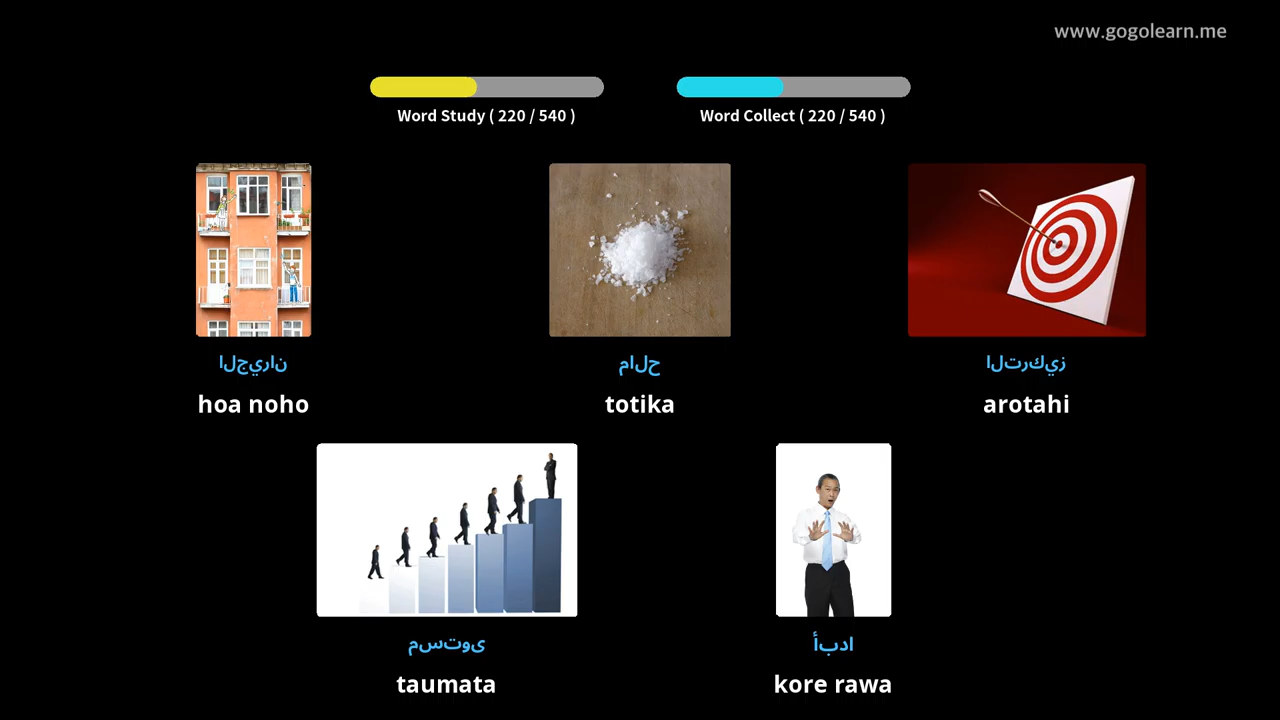 www.gogolearn.me
Word Study ( 220 / 540 )
Word Collect ( 220 / 540 )
الجيران
hoa noho
مالح
totika
التركيز
arotahi
مستوى
taumata
أبدا
kore rawa